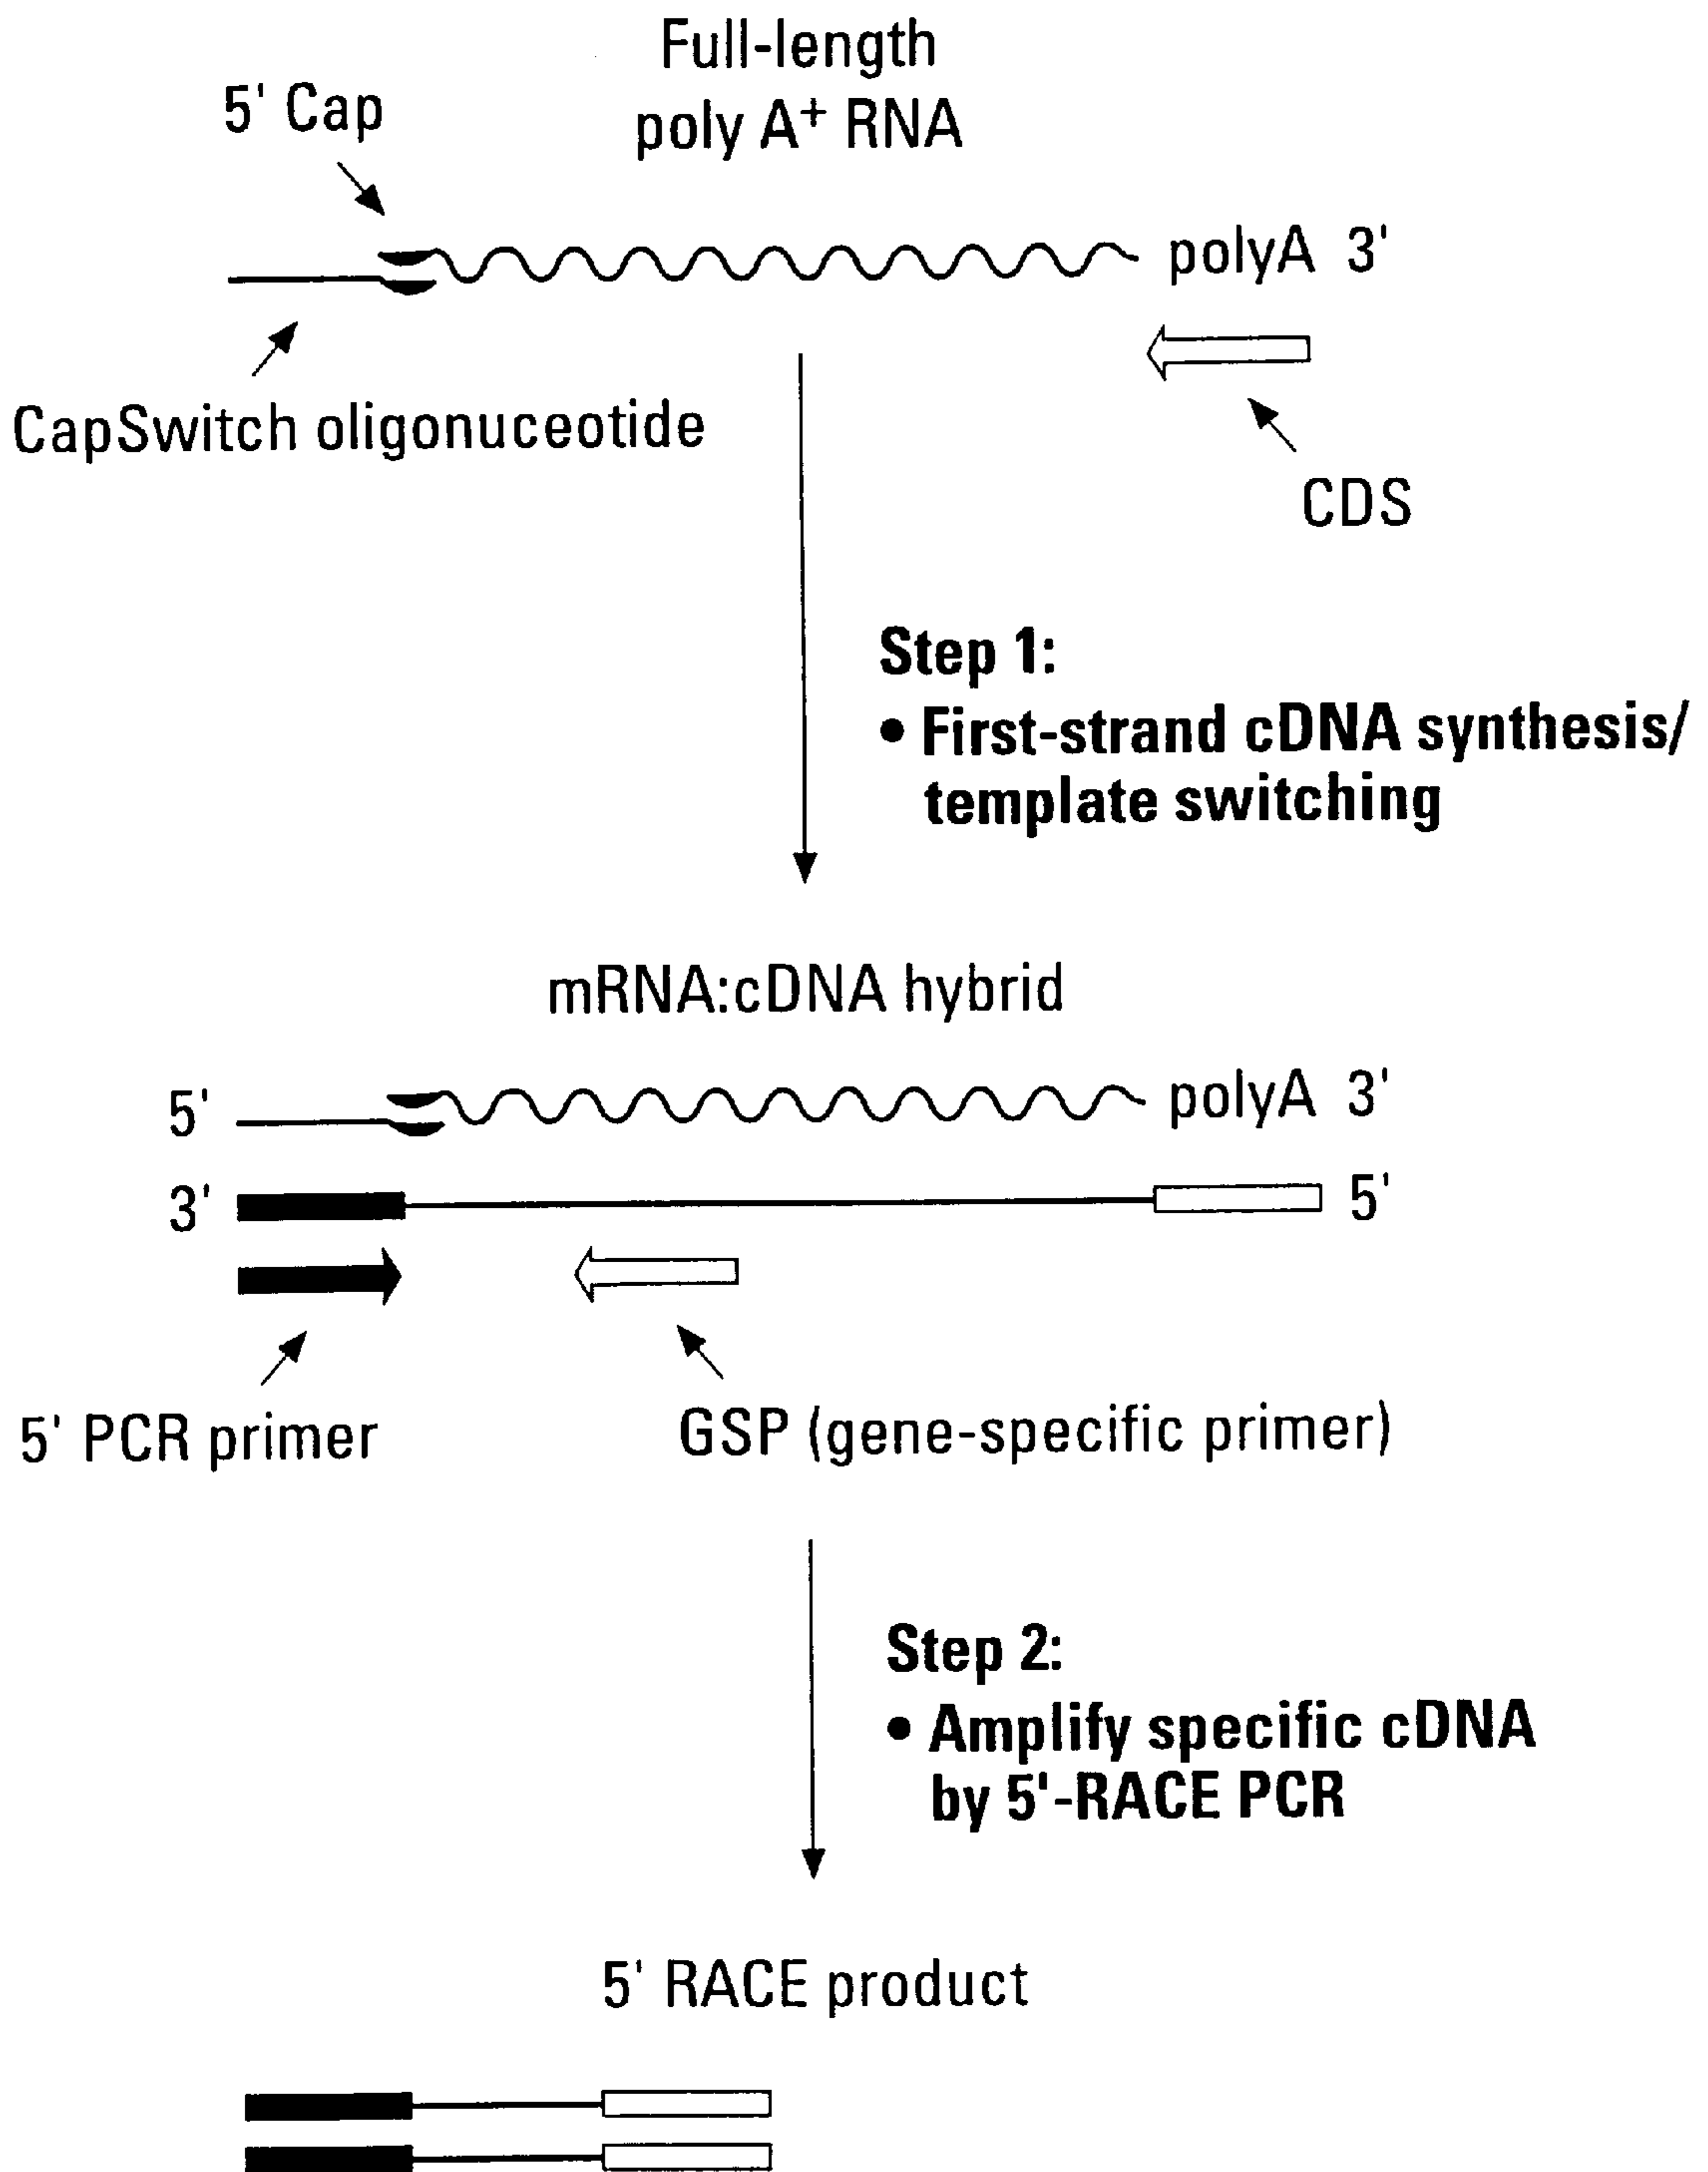 Full-length
poly A+ RNA
5' Cap
polyA 3'
CapSwitch oligonuceotide
CDS
Step 1:
• First-strand cDNA synthesis/
template switching
mRNA:cDNA hybrid
5'
polyA 3'
3'
5'
5' PCR primer
GSP (gene-specific primer)
Step 2:
• Amplify specific cDNA
by 5'-RACE PCR
5' RACE product